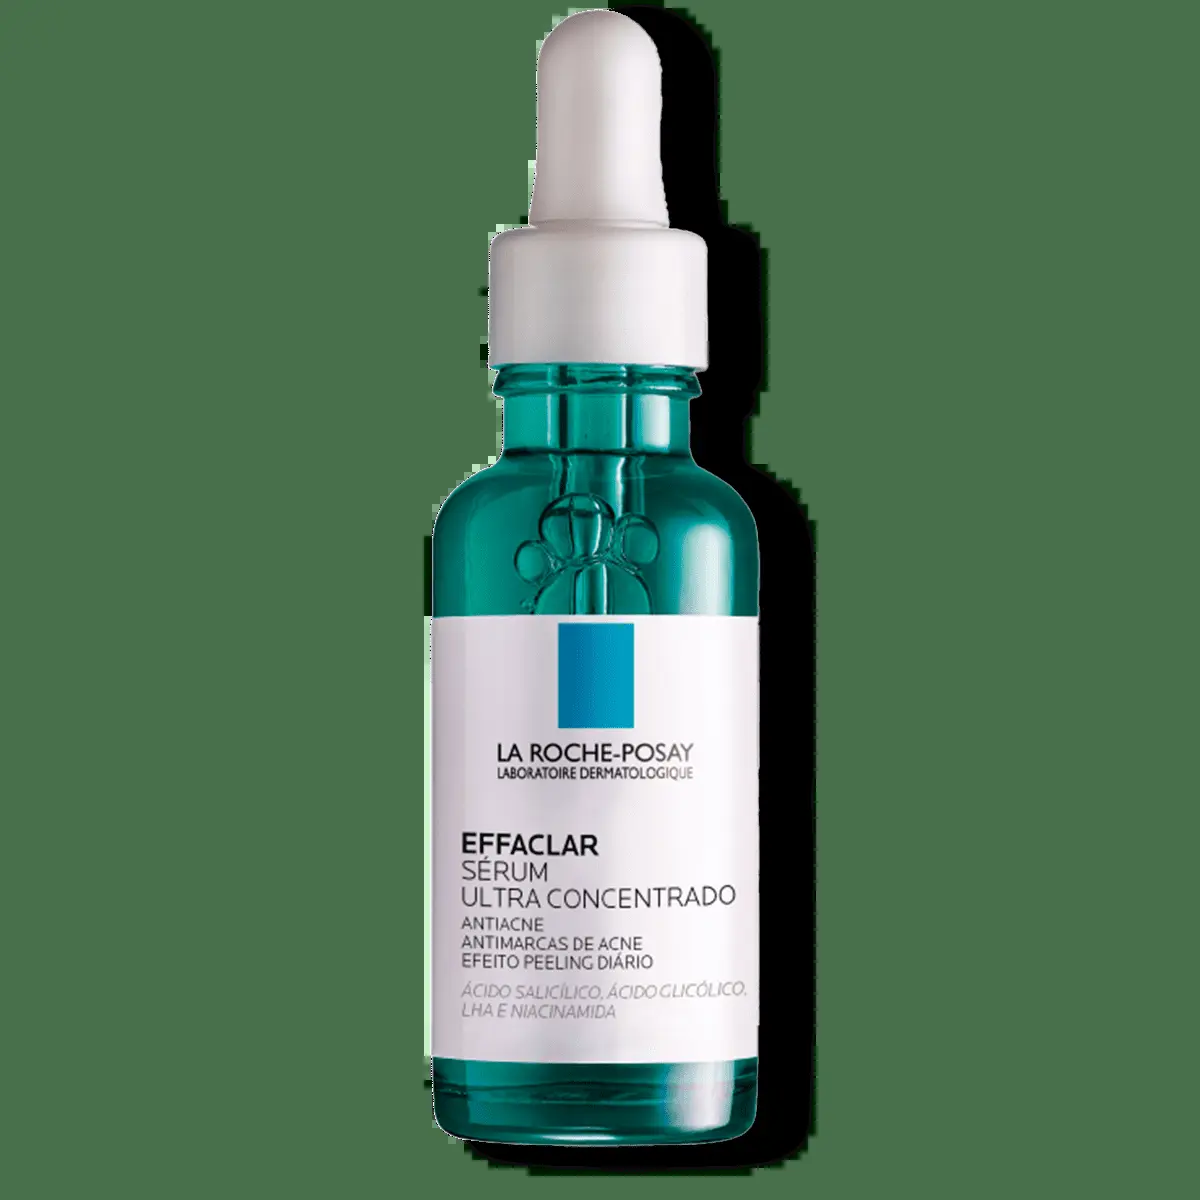 LA ROCHE-POSAY
LABORATOIRE DERMATOLOGIQUE
EFFACLAR
SÉRUM
ULTRA CONCENTRADO
ANTIACNE
ANTIMARCAS DE ACNE
EFEITO PEELING DIÁRIO
ÁCIDO SALICÍLICO, ÁCIDO GLICÓLICO,
LHA E NIACINAMIDA